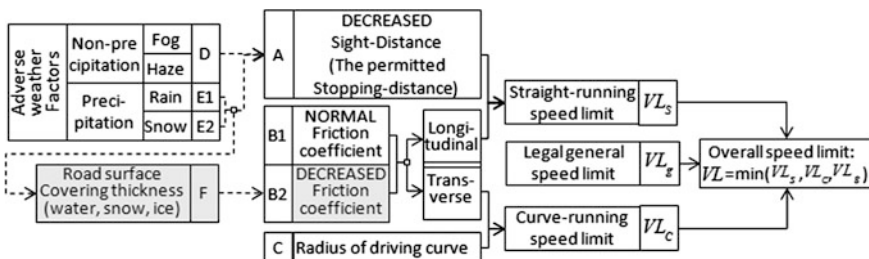 Adverse
weather
Factors
Non-pre
cipitation
Fog
Haze
D
Preci-
pitation
Rain
E1
Snow
E2
Road surface
Covering thickness
(water, snow, ice)
F
A
DECREASED
Sight-Distance
(The permitted
Stopping-distance)
B1
NORMAL
Friction
coefficient
B2
DECREASED
Friction
coefficient
C
Radius of driving curve
Longi-
tudinal
Trans-
verse
Straight-running
speed limit
VLs
Legal general
speed limit
VLg
Curve-running
speed limit
VLc
Overall speed limit:
VL=min(VLs,VLc,VLg)